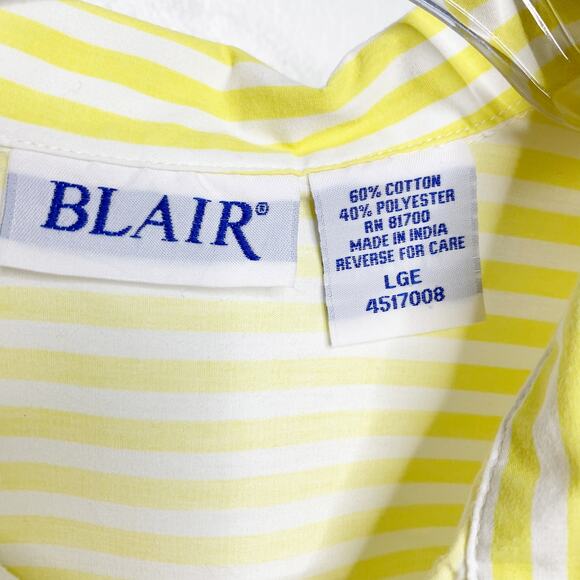 BLAIR®
60% COTTON
40% POLYESTER
RN 81700
MADE IN INDIA
REVERSE FOR CARE
LGE
4517008